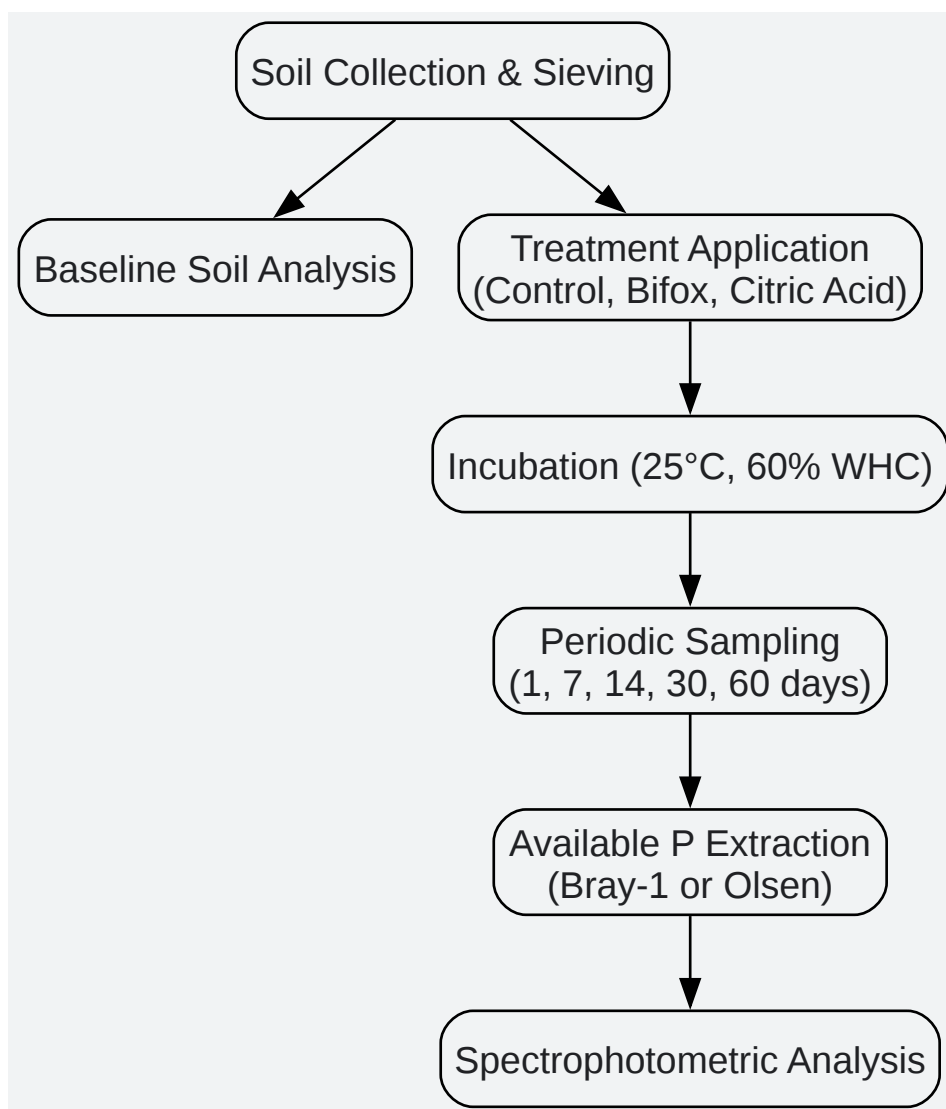 Soil Collection & Sieving
Baseline Soil Analysis
Treatment Application
(Control, Bifox, Citric Acid)
Incubation (25°C, 60% WHC)
Periodic Sampling
(1, 7, 14, 30, 60 days)
Available P Extraction
(Bray-1 or Olsen)
Spectrophotometric Analysis